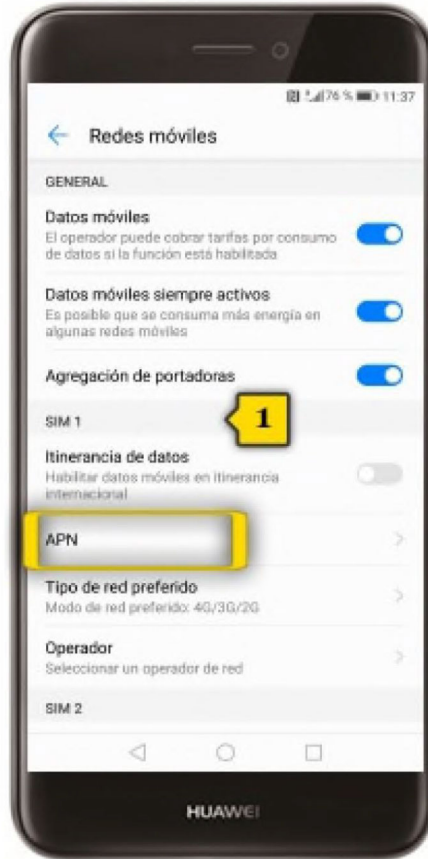 76 % 11:37
Redes móviles
GENERAL
Datos móviles
El operador puede cobrar tarifas por consumo
de datos si la función está habilitada
Datos móviles siempre activos
Es posible que se consuma más energía en
algunas redes móviles
Agregación de portadoras
SIM 1
1
Itinerancia de datos
Habilitar datos móviles en itinerancia
internacional
APN
Tipo de red preferido
Modo de red preferido: 4G/3G/2G
Operador
Seleccionar un operador de red
SIM 2
HUAWEI